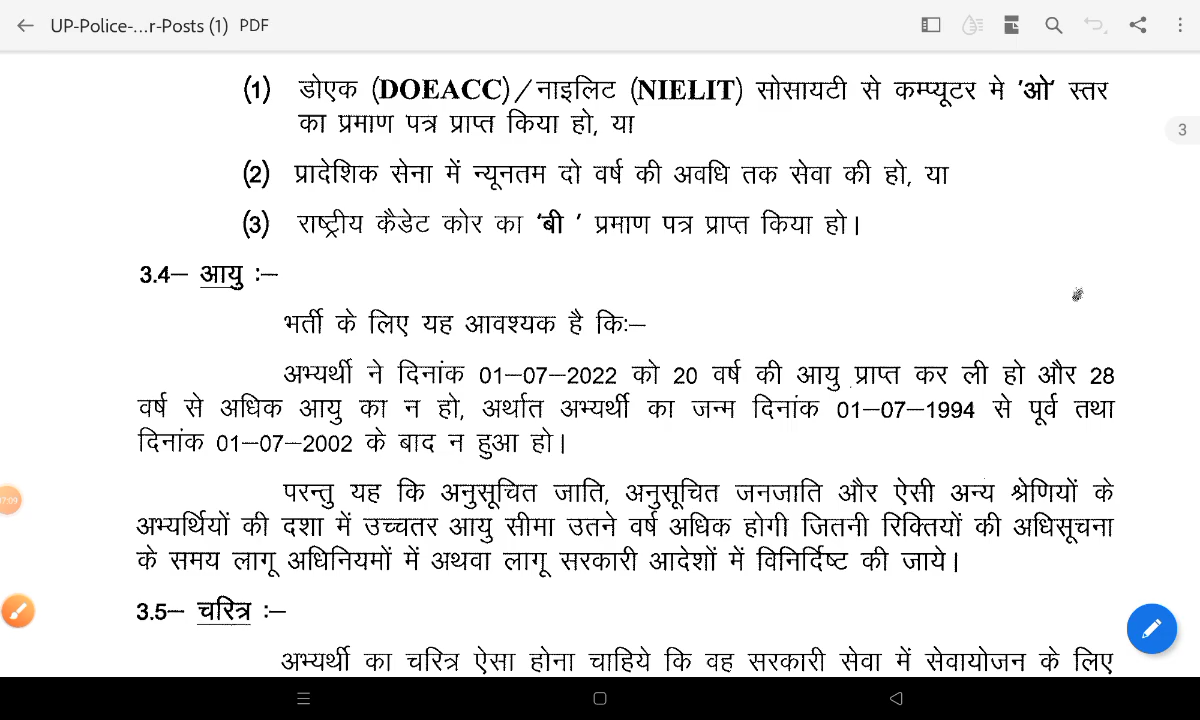 UP-Police-...r-Posts (1) PDF
(1) डोएक (DOEACC)/नाइलिट (NIELIT) सोसायटी से कम्प्यूटर मे 'ओ' स्तर
का प्रमाण पत्र प्राप्त किया हो, या
3
(2) प्रादेशिक सेना में न्यूनतम दो वर्ष की अवधि तक सेवा की हो, या
(3) राष्ट्रीय कैडेट कोर का 'बी ' प्रमाण पत्र प्राप्त किया हो।
3.4– आयु :–
भर्ती के लिए यह आवश्यक है कि:–
अभ्यर्थी ने दिनांक 01–07–2022 को 20 वर्ष की आयु प्राप्त कर ली हो और 28
वर्ष से अधिक आयु का न हो, अर्थात अभ्यर्थी का जन्म दिनांक 01–07–1994 से पूर्व तथा
दिनांक 01–07–2002 के बाद न हुआ हो।
परन्तु यह कि अनुसूचित जाति, अनुसूचित जनजाति और ऐसी अन्य श्रेणियों के
अभ्यर्थियों की दशा में उच्चतर आयु सीमा उतने वर्ष अधिक होगी जितनी रिक्तियों की अधिसूचना
के समय लागू अधिनियमों में अथवा लागू सरकारी आदेशों में विनिर्दिष्ट की जाये।
3.5– चरित्र :–
अभ्यर्थी का चरित्र ऐसा होना चाहिये कि वह सरकारी सेवा में सेवायोजन के लिए